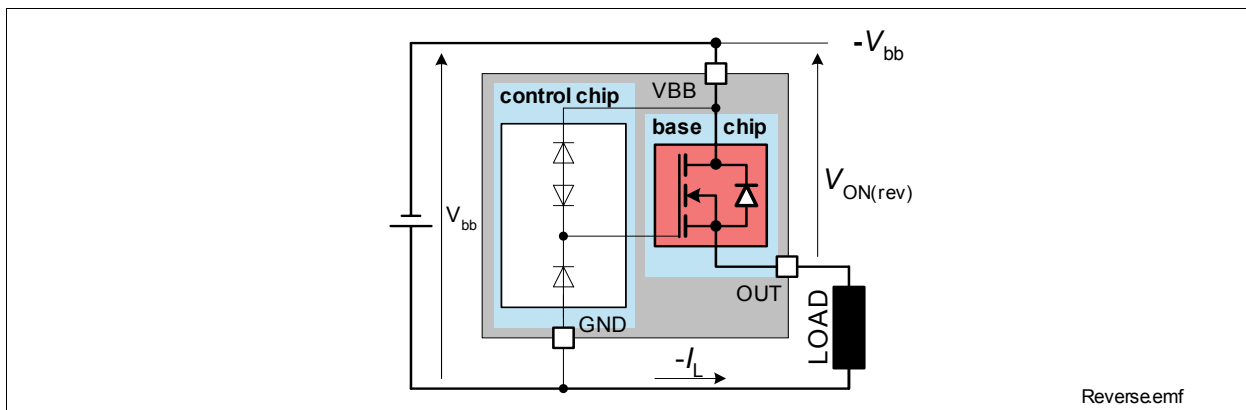 -Vbb
VBB
control chip
base chip
VON(rev)
Vbb
OUT
GND
LOAD
-IL
Reverse.emf